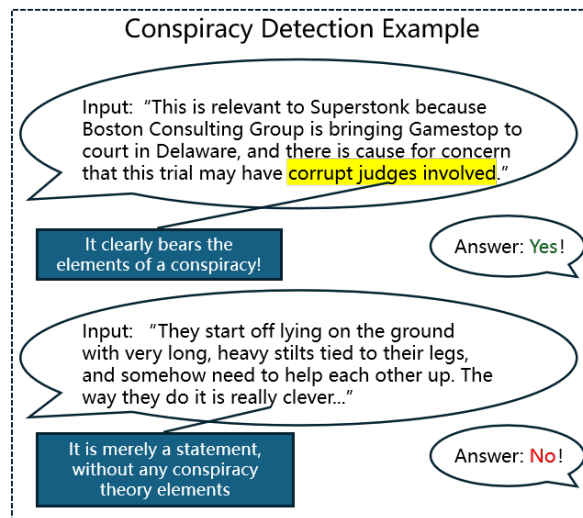 Conspiracy Detection Example
Input:  “This is relevant to Superstonk because
Boston Consulting Group is bringing Gamestop to
court in Delaware, and there is cause for concern
that this trial may have corrupt judges involved.”
It clearly bears the
elements of a conspiracy!
Answer: Yes!
Input:  “They start off lying on the ground
with very long, heavy stilts tied to their legs,
and somehow need to help each other up. The
way they do it is really clever...”
It is merely a statement,
without any conspiracy
theory elements
Answer: No!